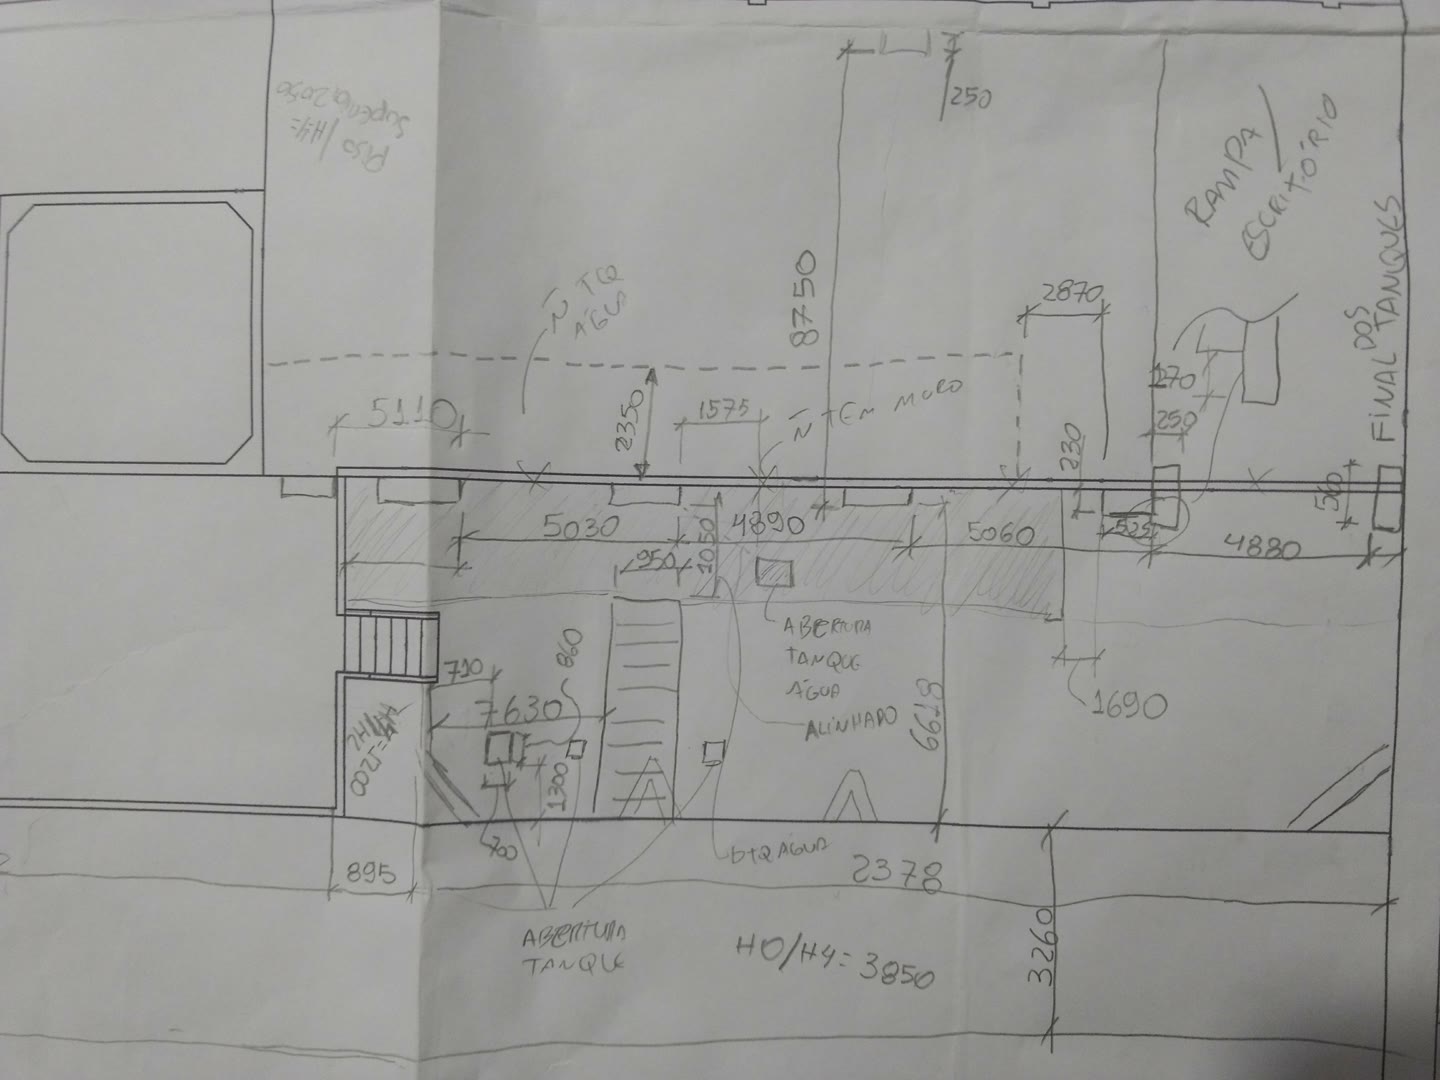 250
PISO/H4=
Superior 2050
RAMPA
ESCRITÓRIO
FINAL DOS
TANQUES
Ñ TQ
ÁGUA
8750
2870
5110
2350
1575
Ñ TEM MURO
170
250
230
560
5030
4890
5060
525
4880
950
1050
ABERTURA
TANQUE
ÁGUA
ALINHADO
860
710
7630
6618
1690
1300
700
895
TQ ÁGUA
2378
ABERTURA
TANQUE
H0/H4=3850
3260